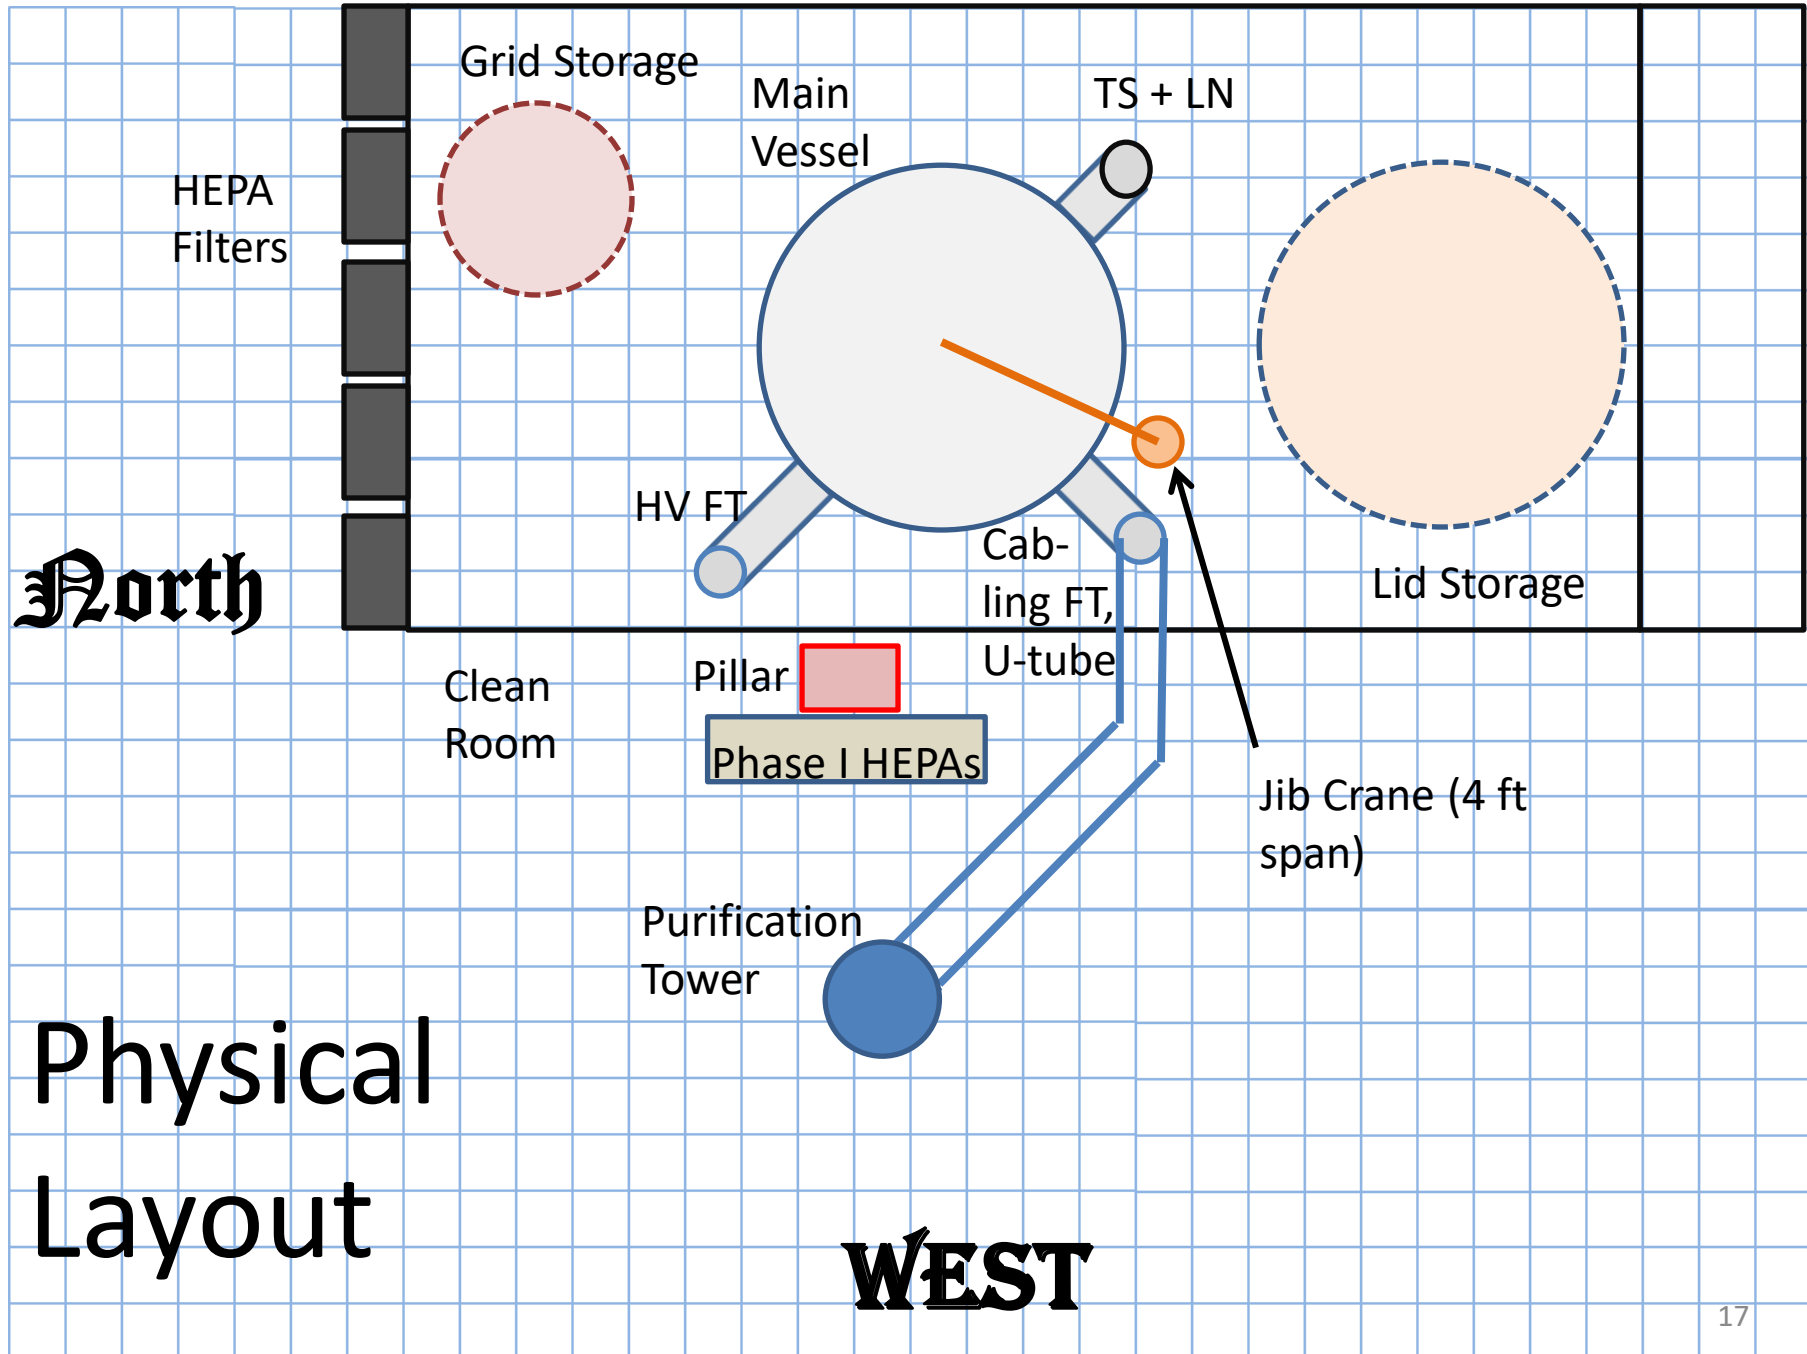 Grid Storage
Main
Vessel
TS + LN
HEPA
Filters
HV FT
Cab-
ling FT,
U-tube
Lid Storage
North
Clean
Room
Pillar
Phase I HEPAs
Jib Crane (4 ft
span)
Purification
Tower
Physical
Layout
WEST
17